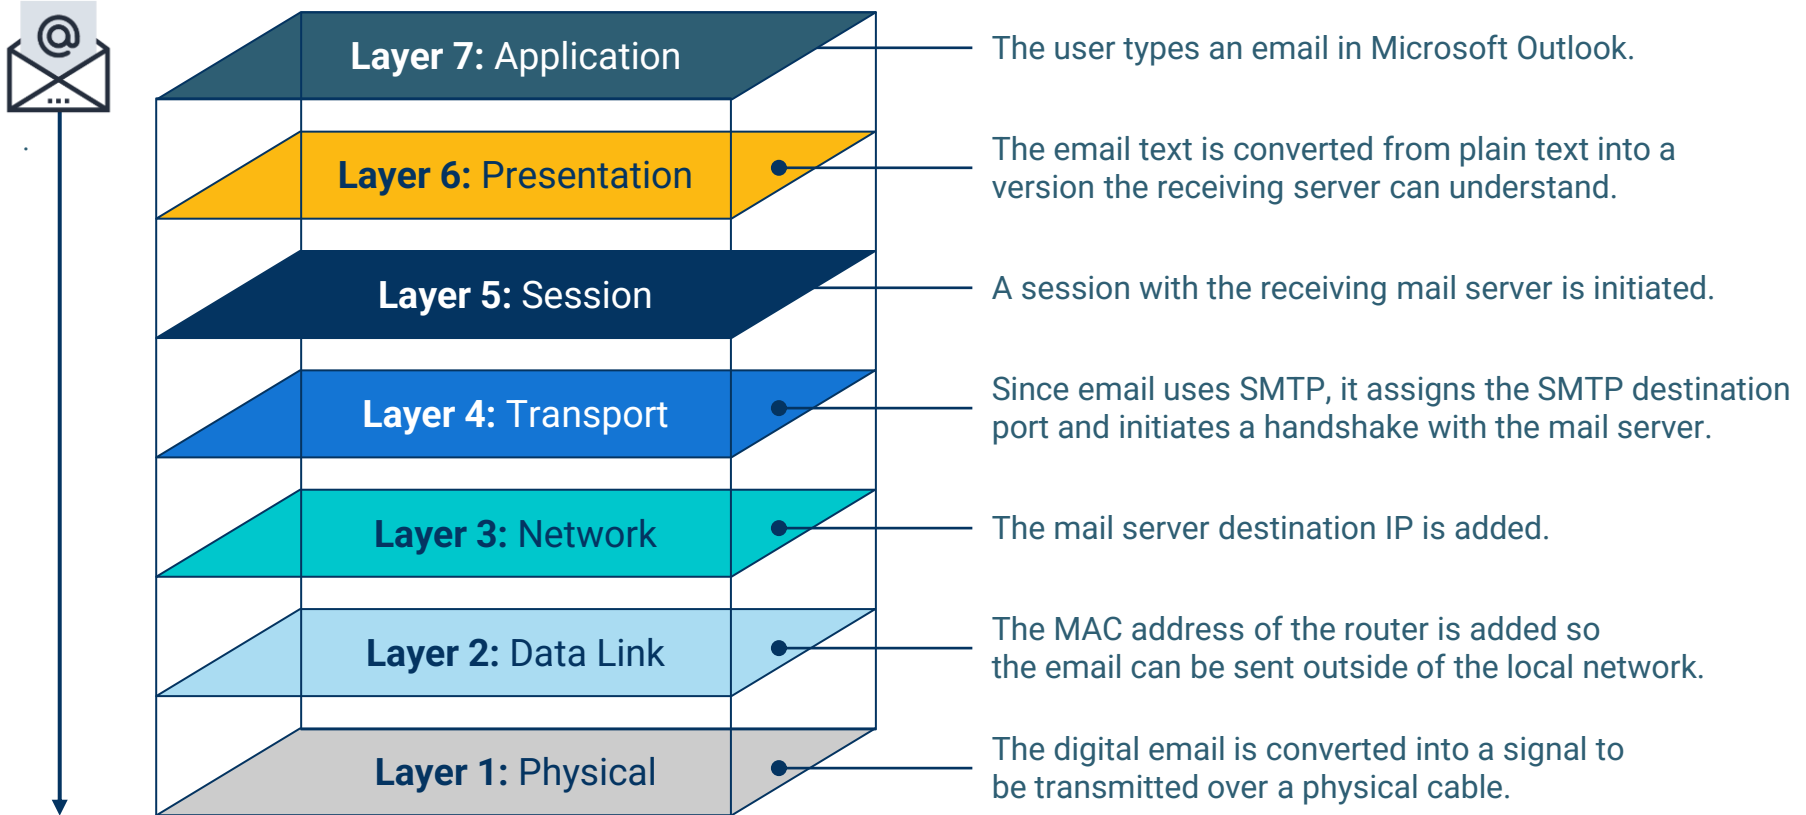 @
Layer 7: Application
The user types an email in Microsoft Outlook.
Layer 6: Presentation
The email text is converted from plain text into a
version the receiving server can understand.
Layer 5: Session
A session with the receiving mail server is initiated.
Layer 4: Transport
Since email uses SMTP, it assigns the SMTP destination
port and initiates a handshake with the mail server.
Layer 3: Network
The mail server destination IP is added.
Layer 2: Data Link
The MAC address of the router is added so
the email can be sent outside of the local network.
Layer 1: Physical
The digital email is converted into a signal to
be transmitted over a physical cable.